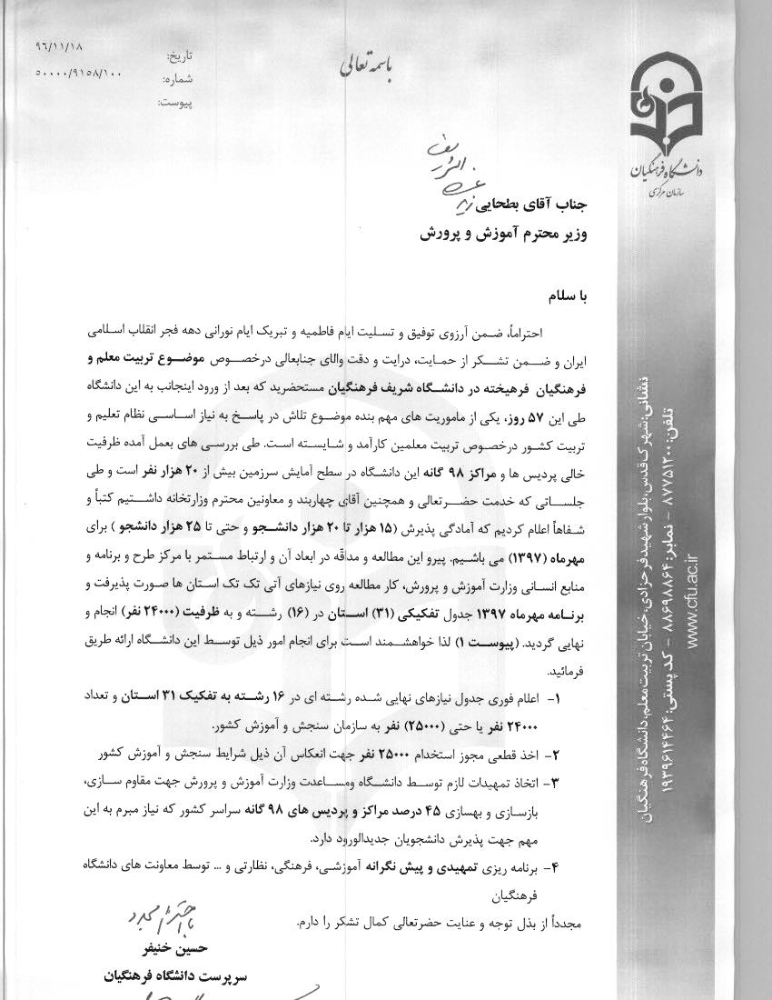 باسمه تعالی
تاریخ: ۹۶/۱۱/۱۸
شماره: ۵۰۰۰۰/۹۱۵۸/۱۰۰
پیوست:
دانشگاه فرهنگیان
سازمان مرکزی
جناب آقای بطحایی
وزیر محترم آموزش و پرورش
با سلام
احتراماً، ضمن آرزوی توفیق و تسلیت ایام فاطمیه و تبریک ایام نورانی دهه فجر انقلاب اسلامی
ایران و ضمن تشکر از حمایت، درایت و دقت والای جنابعالی درخصوص موضوع تربیت معلم و
فرهنگیان فرهیخته در دانشگاه شریف فرهنگیان مستحضرید که بعد از ورود اینجانب به این دانشگاه
طی این ۵۷ روز، یکی از ماموریت های مهم بنده موضوع تلاش در پاسخ به نیاز اساسی نظام تعلیم و
تربیت کشور درخصوص تربیت معلمین کارآمد و شایسته است. طی بررسی های بعمل آمده ظرفیت
خالی پردیس ها و مراکز ۹۸ گانه این دانشگاه در سطح آمایش سرزمین بیش از ۲۰ هزار نفر است و طی
جلساتی که خدمت حضرتعالی و همچنین آقای چهاربند و معاونین محترم وزارتخانه داشتیم کتباً و
شفاهاً اعلام کردیم که آمادگی پذیرش (۱۵ هزار تا ۲۰ هزار دانشجو و حتی تا ۲۵ هزار دانشجو ) برای
مهرماه (۱۳۹۷) می باشیم. پیرو این مطالعه و مداقّه در ابعاد آن و ارتباط مستمر با مرکز طرح و برنامه و
منابع انسانی وزارت آموزش و پرورش، کار مطالعه روی نیازهای آتی تک تک استان ها صورت پذیرفت و
برنامه مهرماه ۱۳۹۷ جدول تفکیکی (۳۱) استان در (۱۶) رشته و به ظرفیت (۲۴۰۰۰ نفر) انجام و
نهایی گردید. (پیوست ۱) لذا خواهشمند است برای انجام امور ذیل توسط این دانشگاه ارائه طریق
فرمائید.
۱- اعلام فوری جدول نیازهای نهایی شده رشته ای در ۱۶ رشته به تفکیک ۳۱ استان و تعداد
۲۴۰۰۰ نفر یا حتی (۲۵۰۰۰) نفر به سازمان سنجش و آموزش کشور.
۲- اخذ قطعی مجوز استخدام ۲۵۰۰۰ نفر جهت انعکاس آن ذیل شرایط سنجش و آموزش کشور
۳- اتخاذ تمهیدات لازم توسط دانشگاه ومساعدت وزارت آموزش و پرورش جهت مقاوم سازی،
بازسازی و بهسازی ۴۵ درصد مراکز و پردیس های ۹۸ گانه سراسر کشور که نیاز مبرم به این
مهم جهت پذیرش دانشجویان جدیدالورود دارد.
۴- برنامه ریزی تمهیدی و پیش نگرانه آموزشی، فرهنگی، نظارتی و ... توسط معاونت های دانشگاه
فرهنگیان
مجدداً از بذل توجه و عنایت حضرتعالی کمال تشکر را دارم.
با احترام مجدد
حسین خنیفر
سرپرست دانشگاه فرهنگیان
نشانی: شهرک قدس، بلوار شهید فرحزادی، خیابان تربیت معلم، دانشگاه فرهنگیان
تلفن: ۸۷۷۵۱۲۰۰ – نمابر: ۸۸۶۹۸۸۶۴ – کد پستی: ۱۹۳۹۶۱۴۴۶۴
www.cfu.ac.ir